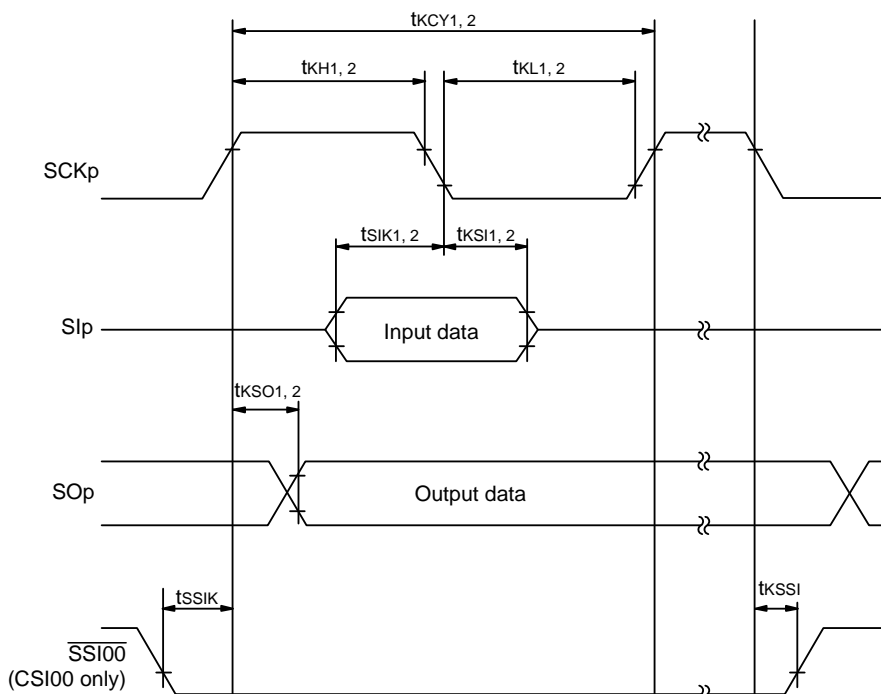 tKCY1, 2
tKH1, 2
tKL1, 2
SCKp
tSIK1, 2
tKSI1, 2
SIp
Input data
tKSO1, 2
SOp
Output data
tSSIK
tKSSI
SSI00
(CSI00 only)